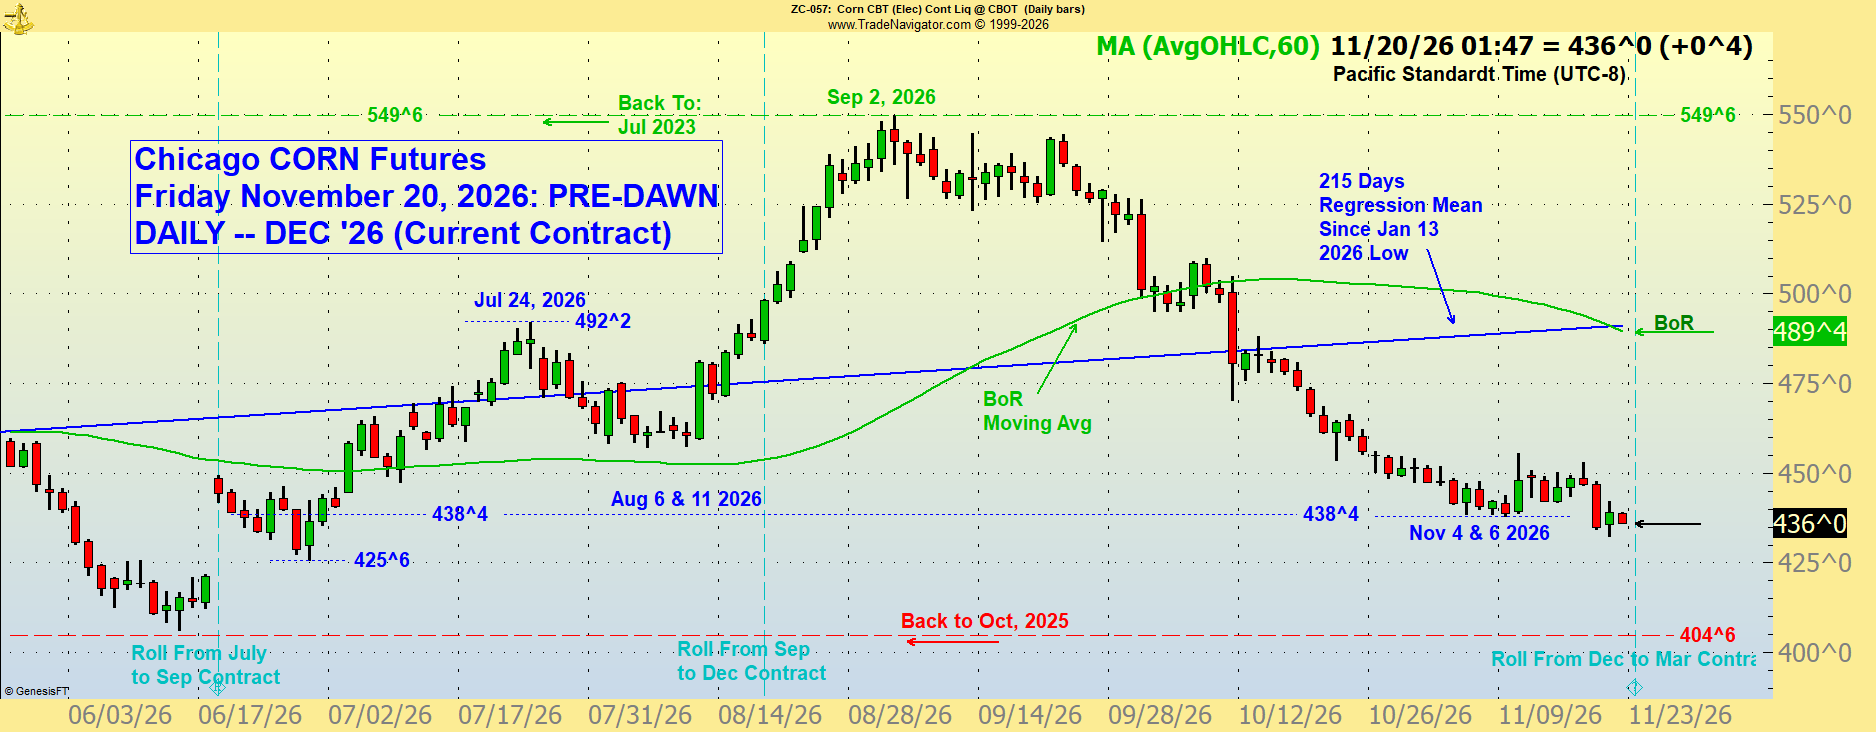 ZC-057: Corn CBT (Elec) Cont Liq @ CBOT (Daily bars)
www.TradeNavigator.com © 1999-2026
MA (AvgOHLC,60) 11/20/26 01:47 = 436^0 (+0^4)
Pacific Standardt Time (UTC-8)
Sep 2, 2026
549^6
Back To:
Jul 2023
549^6
550^0
Chicago CORN Futures
Friday November 20, 2026: PRE-DAWN
DAILY -- DEC '26 (Current Contract)
215 Days
Regression Mean
Since Jan 13
2026 Low
525^0
Jul 24, 2026
492^2
500^0
BoR
489^4
BoR
Moving Avg
475^0
450^0
Aug 6 & 11 2026
438^4
438^4
Nov 4 & 6 2026
436^0
425^6
425^0
Back to Oct, 2025
404^6
400^0
Roll From July
to Sep Contract
Roll From Sep
to Dec Contract
Roll From Dec to Mar Contra
© GenesisFT
06/03/26 06/17/26 07/02/26 07/17/26 07/31/26 08/14/26 08/28/26 09/14/26 09/28/26 10/12/26 10/26/26 11/09/26 11/23/26